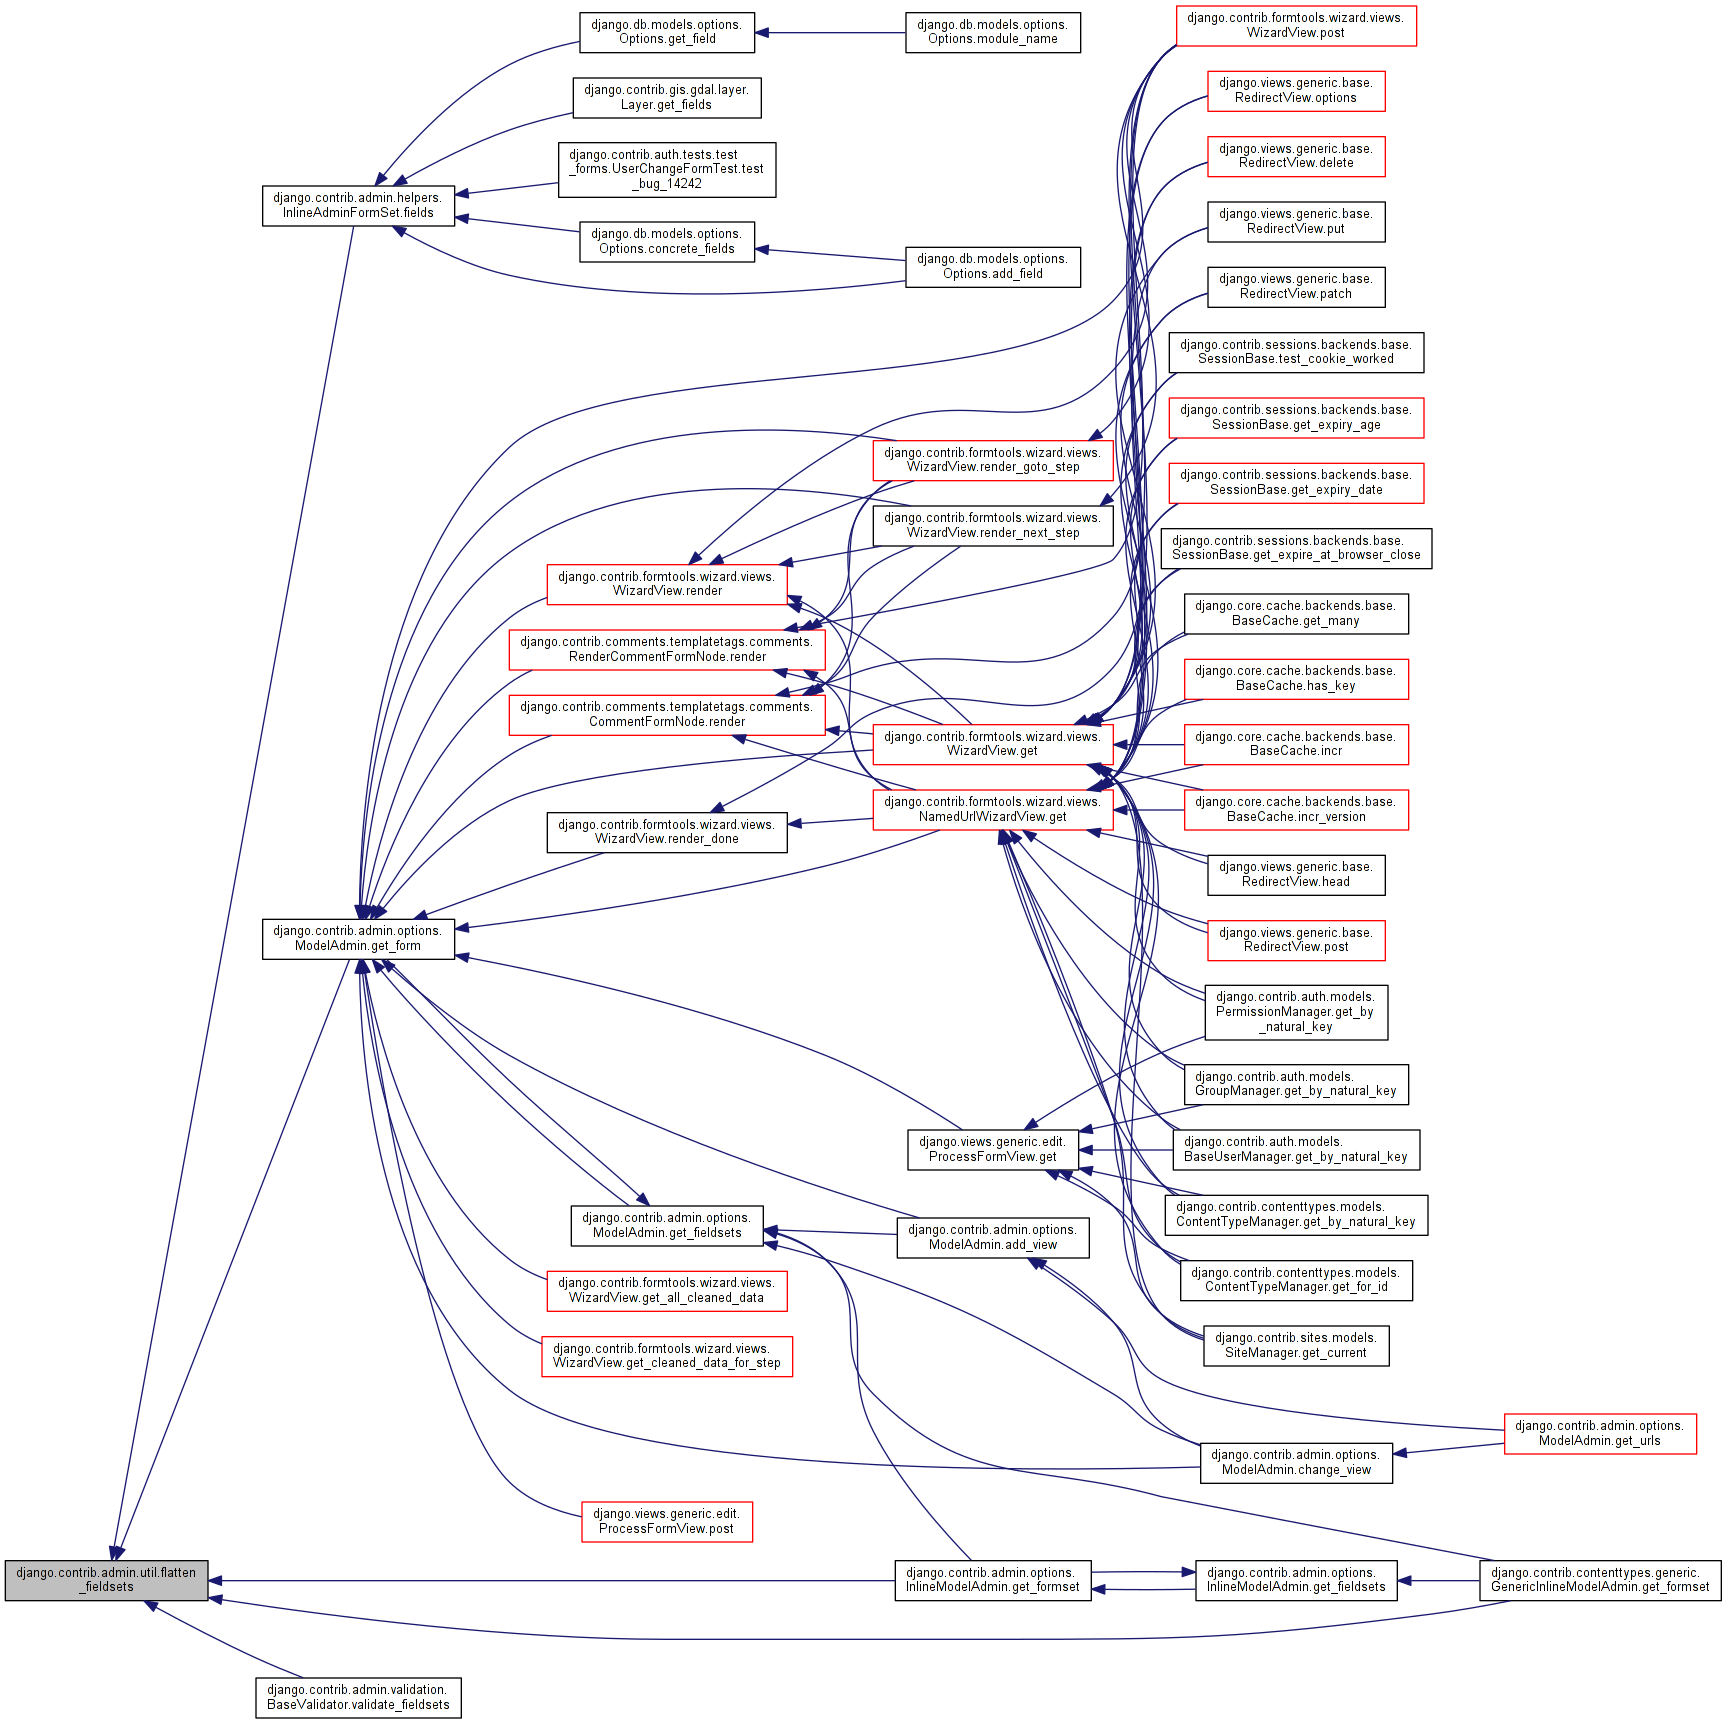 django.db.models.options.
Options.get_field
django.db.models.options.
Options.module_name
django.contrib.gis.gdal.layer.
Layer.get_fields
django.contrib.auth.tests.test
_forms.UserChangeFormTest.test
_bug_14242
django.contrib.admin.helpers.
InlineAdminFormSet.fields
django.db.models.options.
Options.concrete_fields
django.db.models.options.
Options.add_field
django.contrib.formtools.wizard.views.
WizardView.post
django.views.generic.base.
RedirectView.options
django.views.generic.base.
RedirectView.delete
django.views.generic.base.
RedirectView.put
django.views.generic.base.
RedirectView.patch
django.contrib.sessions.backends.base.
SessionBase.test_cookie_worked
django.contrib.sessions.backends.base.
SessionBase.get_expiry_age
django.contrib.sessions.backends.base.
SessionBase.get_expiry_date
django.contrib.sessions.backends.base.
SessionBase.get_expire_at_browser_close
django.core.cache.backends.base.
BaseCache.get_many
django.core.cache.backends.base.
BaseCache.has_key
django.core.cache.backends.base.
BaseCache.incr
django.core.cache.backends.base.
BaseCache.incr_version
django.views.generic.base.
RedirectView.head
django.views.generic.base.
RedirectView.post
django.contrib.auth.models.
PermissionManager.get_by
_natural_key
django.contrib.auth.models.
GroupManager.get_by_natural_key
django.contrib.auth.models.
BaseUserManager.get_by_natural_key
django.contrib.contenttypes.models.
ContentTypeManager.get_by_natural_key
django.contrib.contenttypes.models.
ContentTypeManager.get_for_id
django.contrib.sites.models.
SiteManager.get_current
django.contrib.formtools.wizard.views.
WizardView.render_goto_step
django.contrib.formtools.wizard.views.
WizardView.render_next_step
django.contrib.formtools.wizard.views.
WizardView.render
django.contrib.comments.templatetags.comments.
RenderCommentFormNode.render
django.contrib.comments.templatetags.comments.
CommentFormNode.render
django.contrib.formtools.wizard.views.
WizardView.get
django.contrib.formtools.wizard.views.
NamedUrlWizardView.get
django.contrib.formtools.wizard.views.
WizardView.render_done
django.contrib.admin.options.
ModelAdmin.get_form
django.views.generic.edit.
ProcessFormView.get
django.contrib.admin.options.
ModelAdmin.get_fieldsets
django.contrib.admin.options.
ModelAdmin.add_view
django.contrib.formtools.wizard.views.
WizardView.get_all_cleaned_data
django.contrib.formtools.wizard.views.
WizardView.get_cleaned_data_for_step
django.contrib.admin.options.
ModelAdmin.get_urls
django.contrib.admin.options.
ModelAdmin.change_view
django.views.generic.edit.
ProcessFormView.post
django.contrib.admin.util.flatten
_fieldsets
django.contrib.admin.options.
InlineModelAdmin.get_formset
django.contrib.admin.options.
InlineModelAdmin.get_fieldsets
django.contrib.contenttypes.generic.
GenericInlineModelAdmin.get_formset
django.contrib.admin.validation.
BaseValidator.validate_fieldsets